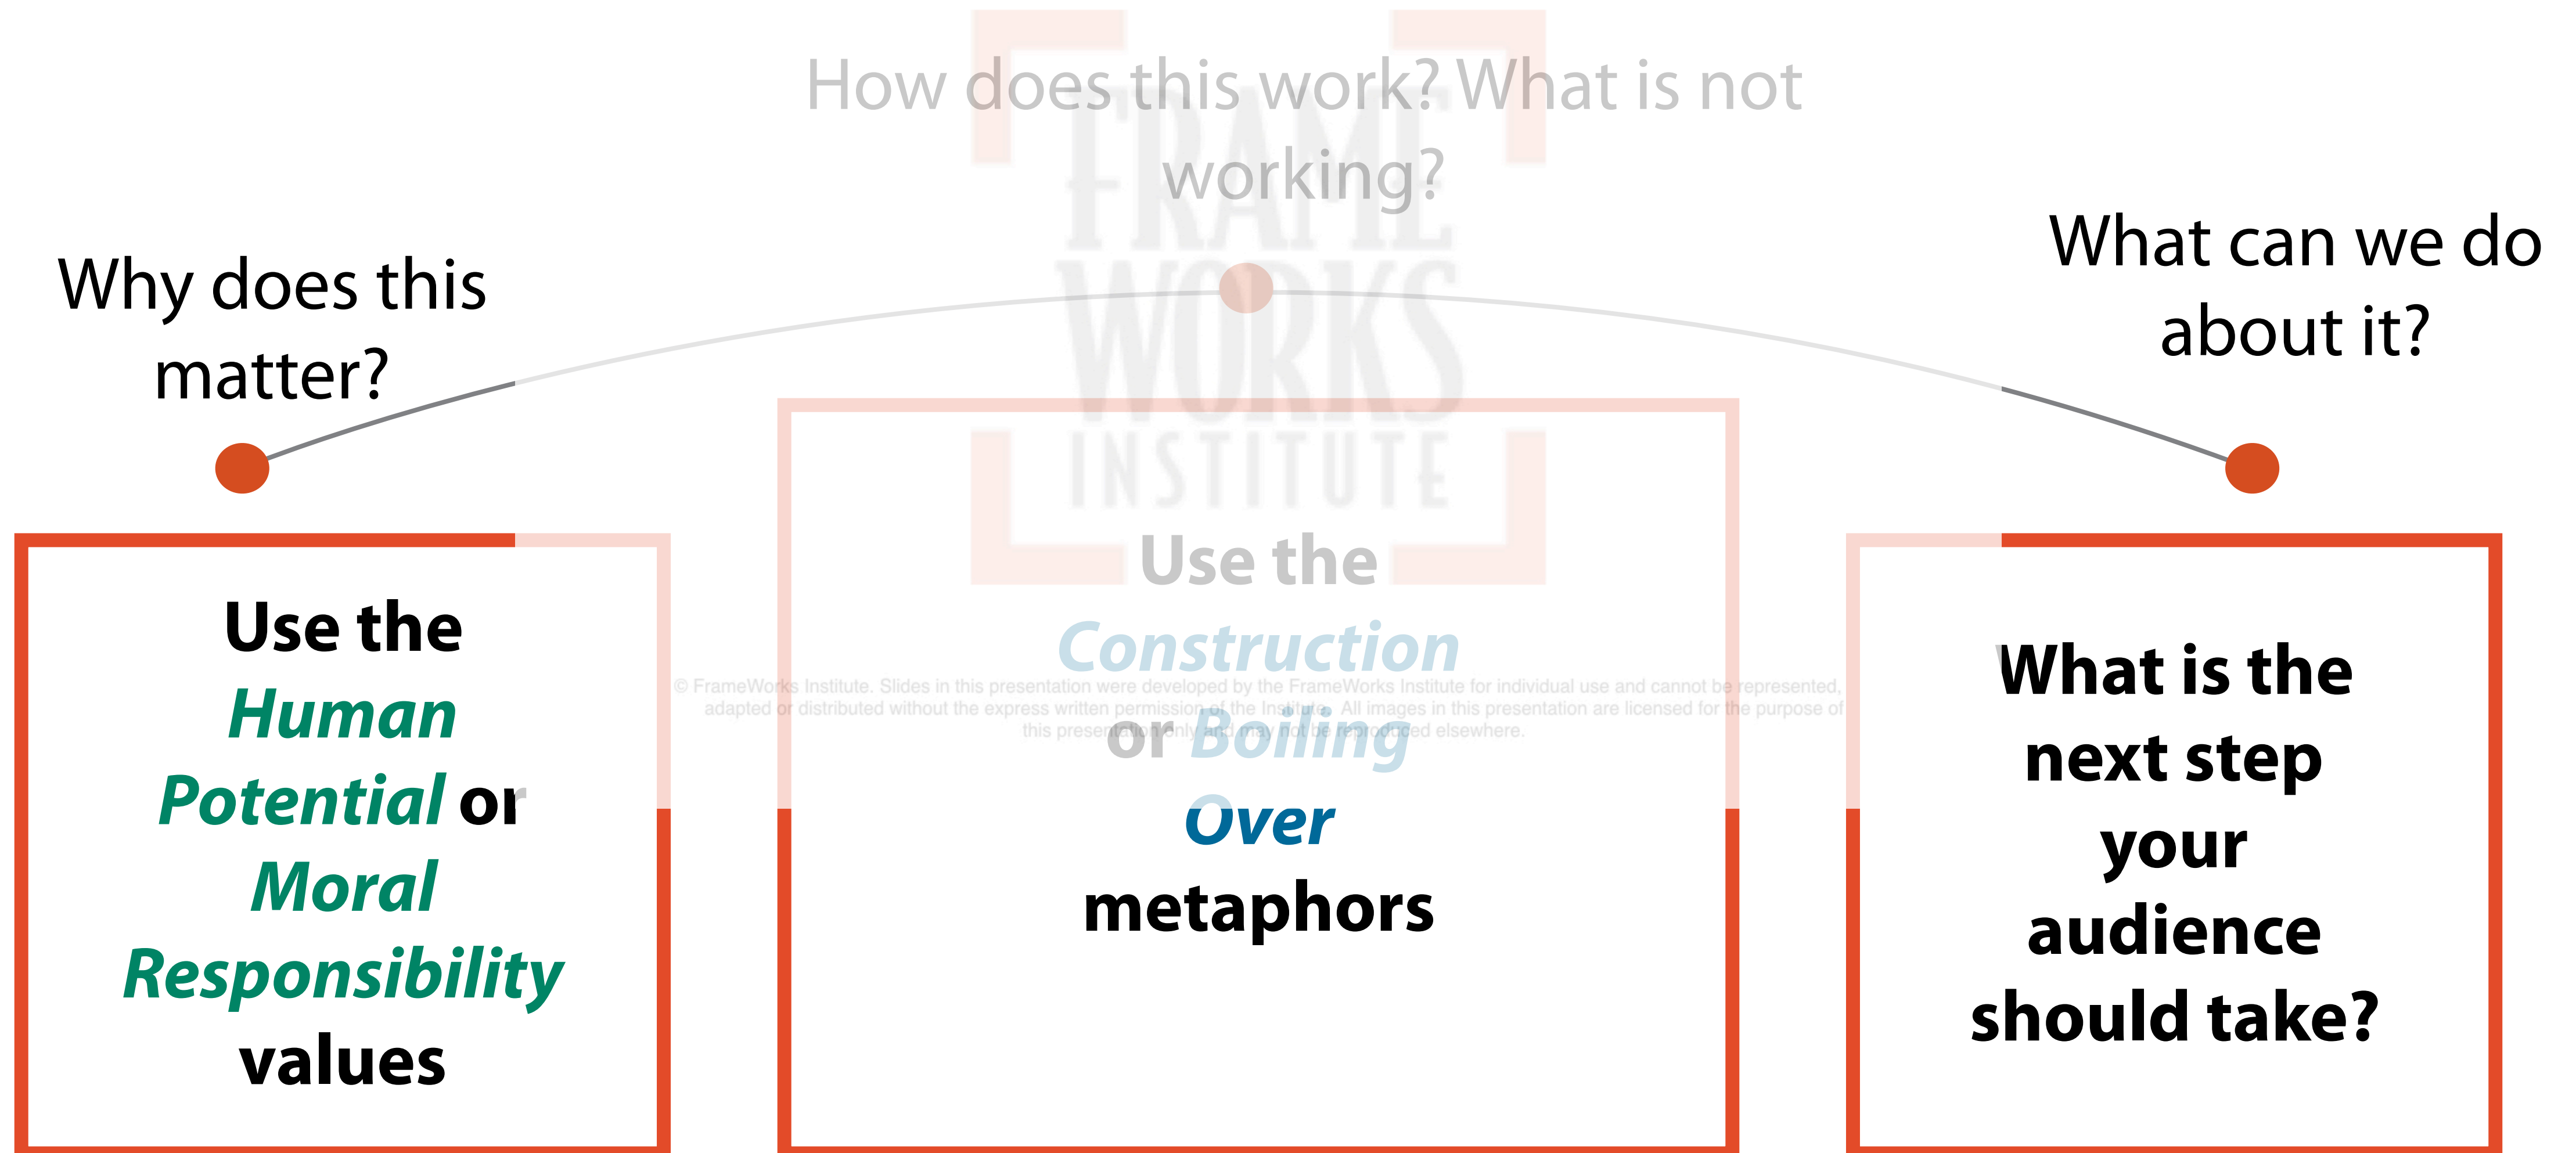 How does this work? What is not
working?
Why does this
matter?
What can we do
about it?
FRAME
WORKS
INSTITUTE
Use the
Human
Potential or
Moral
Responsibility
values
Use the
Construction
or Boiling
Over
metaphors
What is the
next step
your
audience
should take?
© FrameWorks Institute. Slides in this presentation were developed by the FrameWorks Institute for individual use and cannot be represented,
adapted or distributed without the express written permission of the Institute. All images in this presentation are licensed for the purpose of
this presentation only and may not be reproduced elsewhere.